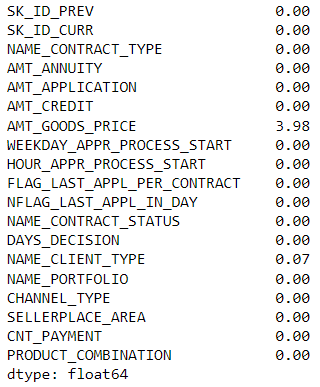 SK_ID_PREV 0.00
SK_ID_CURR 0.00
NAME_CONTRACT_TYPE 0.00
AMT_ANNUITY 0.00
AMT_APPLICATION 0.00
AMT_CREDIT 0.00
AMT_GOODS_PRICE 3.98
WEEKDAY_APPR_PROCESS_START 0.00
HOUR_APPR_PROCESS_START 0.00
FLAG_LAST_APPL_PER_CONTRACT 0.00
NFLAG_LAST_APPL_IN_DAY 0.00
NAME_CONTRACT_STATUS 0.00
DAYS_DECISION 0.00
NAME_CLIENT_TYPE 0.07
NAME_PORTFOLIO 0.00
CHANNEL_TYPE 0.00
SELLERPLACE_AREA 0.00
CNT_PAYMENT 0.00
PRODUCT_COMBINATION 0.00
dtype: float64